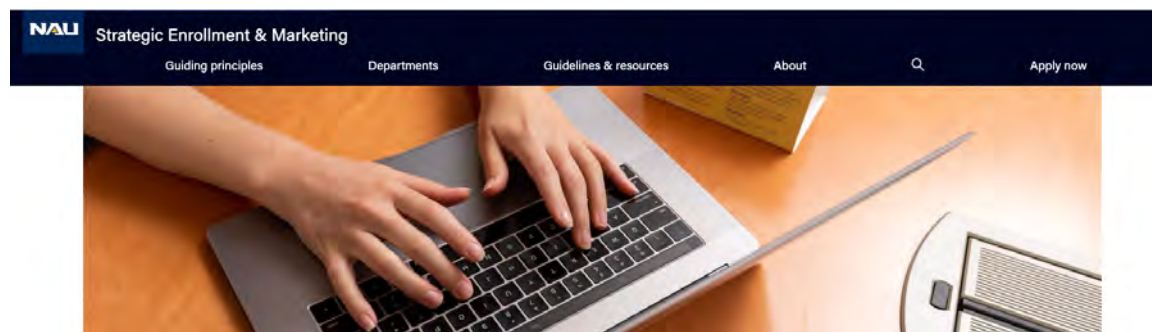 NAU
Strategic Enrollment & Marketing
Guiding principles
Departments
Guidelines & resources
About
Apply now